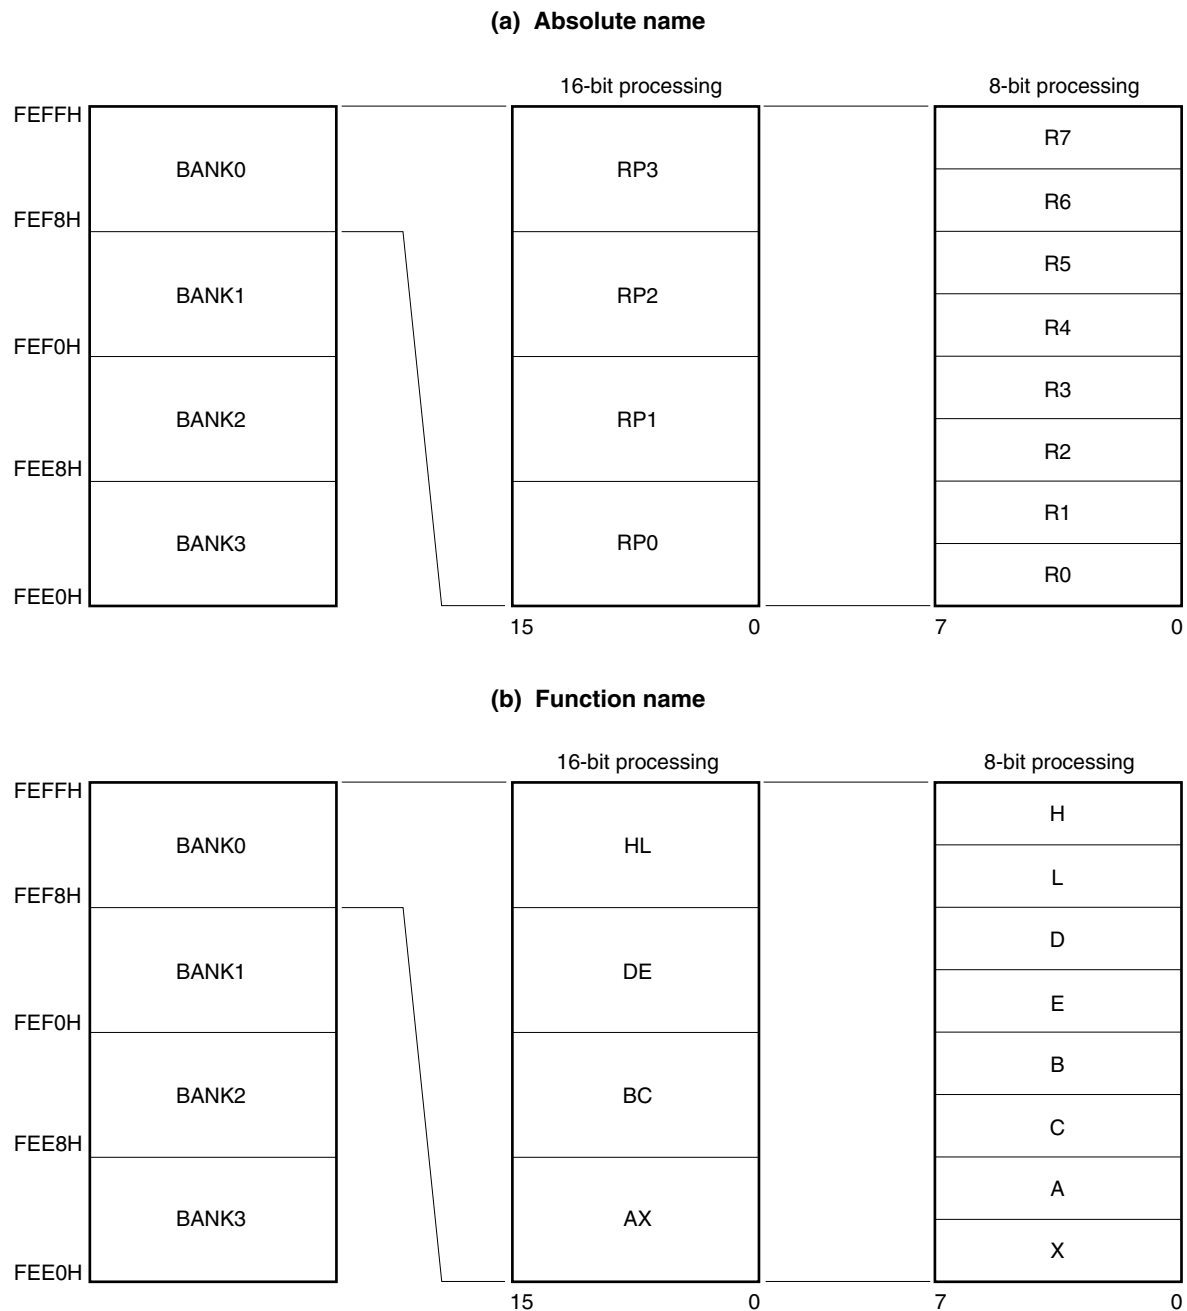 (a) Absolute name
16-bit processing
8-bit processing
FEFFH
BANK0
RP3
R7
R6
FEF8H
BANK1
RP2
R5
R4
FEF0H
BANK2
RP1
R3
R2
FEE8H
BANK3
RP0
R1
R0
FEE0H
15 0 7 0
(b) Function name
16-bit processing
8-bit processing
FEFFH
BANK0
HL
H
L
FEF8H
BANK1
DE
D
E
FEF0H
BANK2
BC
B
C
FEE8H
BANK3
AX
A
X
FEE0H
15 0 7 0